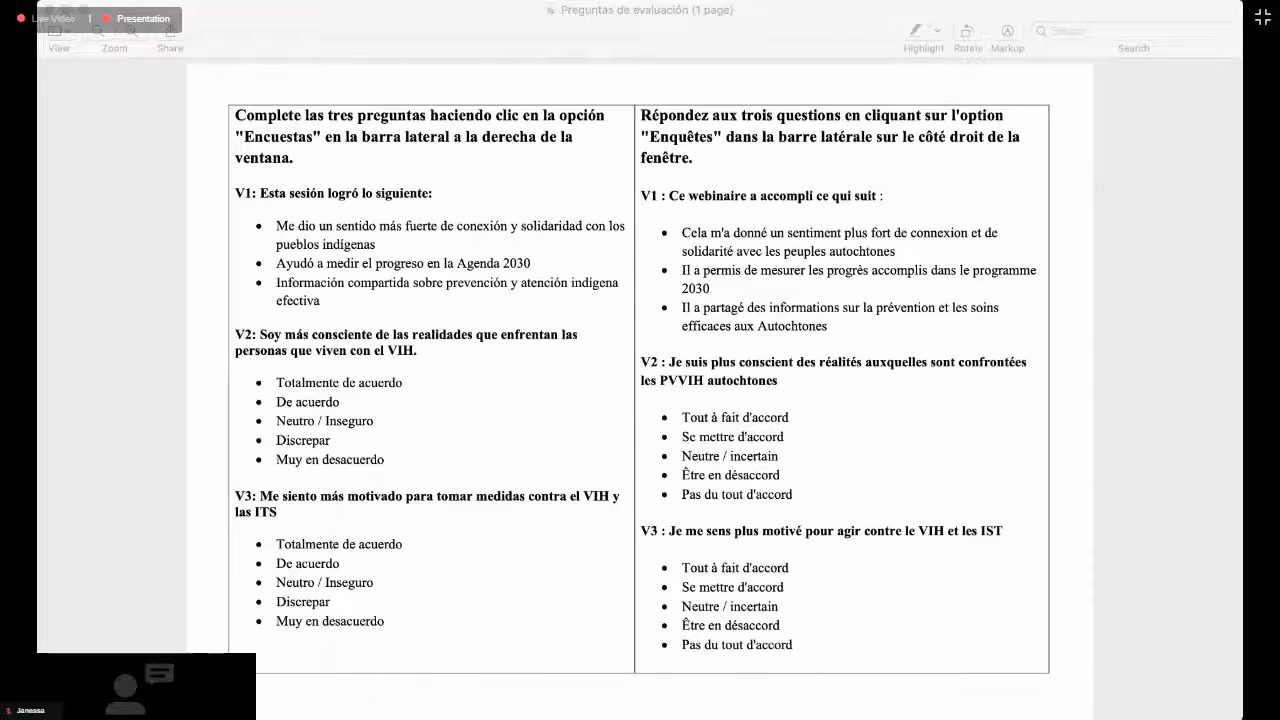 Live Video
Presentation
Preguntas de evaluación (1 page)
View
Zoom
Share
Highlight
Rotate
Markup
Search
Search
Complete las tres preguntas haciendo clic en la opción
"Encuestas" en la barra lateral a la derecha de la
ventana.
V1: Esta sesión logró lo siguiente:
• Me dio un sentido más fuerte de conexión y solidaridad con los
pueblos indígenas
• Ayudó a medir el progreso en la Agenda 2030
• Información compartida sobre prevención y atención indígena
efectiva
V2: Soy más consciente de las realidades que enfrentan las
personas que viven con el VIH.
• Totalmente de acuerdo
• De acuerdo
• Neutro / Inseguro
• Discrepar
• Muy en desacuerdo
V3: Me siento más motivado para tomar medidas contra el VIH y
las ITS
• Totalmente de acuerdo
• De acuerdo
• Neutro / Inseguro
• Discrepar
• Muy en desacuerdo
Répondez aux trois questions en cliquant sur l'option
"Enquêtes" dans la barre latérale sur le côté droit de la
fenêtre.
V1 : Ce webinaire a accompli ce qui suit :
• Cela m'a donné un sentiment plus fort de connexion et de
solidarité avec les peuples autochtones
• Il a permis de mesurer les progrès accomplis dans le programme
2030
• Il a partagé des informations sur la prévention et les soins
efficaces aux Autochtones
V2 : Je suis plus conscient des réalités auxquelles sont confrontées
les PVVIH autochtones
• Tout à fait d'accord
• Se mettre d'accord
• Neutre / incertain
• Être en désaccord
• Pas du tout d'accord
V3 : Je me sens plus motivé pour agir contre le VIH et les IST
• Tout à fait d'accord
• Se mettre d'accord
• Neutre / incertain
• Être en désaccord
• Pas du tout d'accord
Janessa